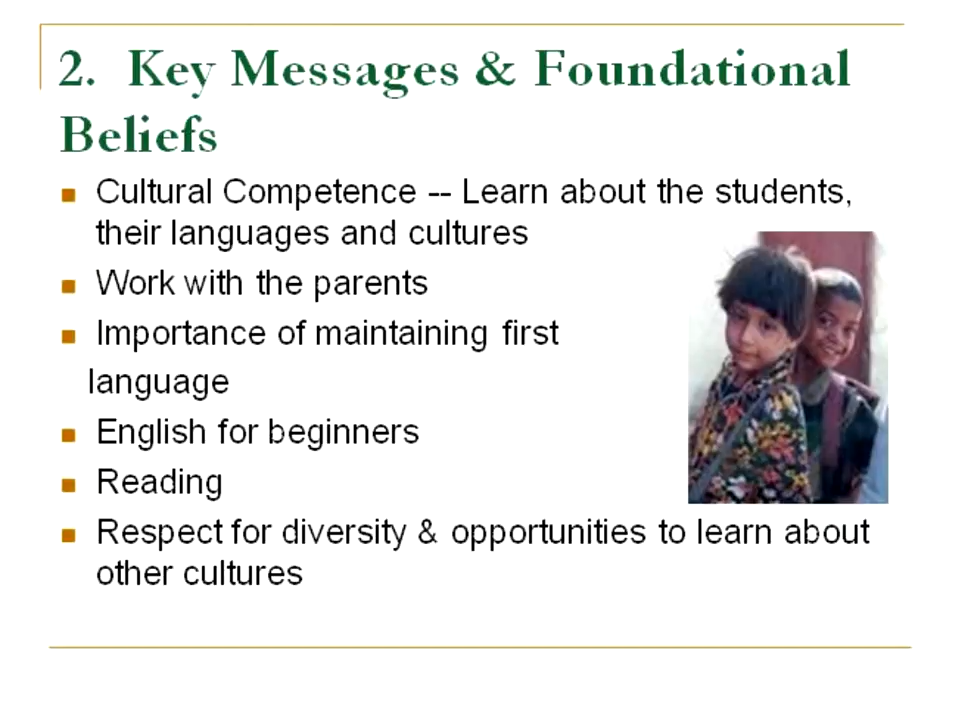 2. Key Messages & Foundational
Beliefs
Cultural Competence -- Learn about the students,
their languages and cultures
Work with the parents
Importance of maintaining first
language
English for beginners
Reading
Respect for diversity & opportunities to learn about
other cultures